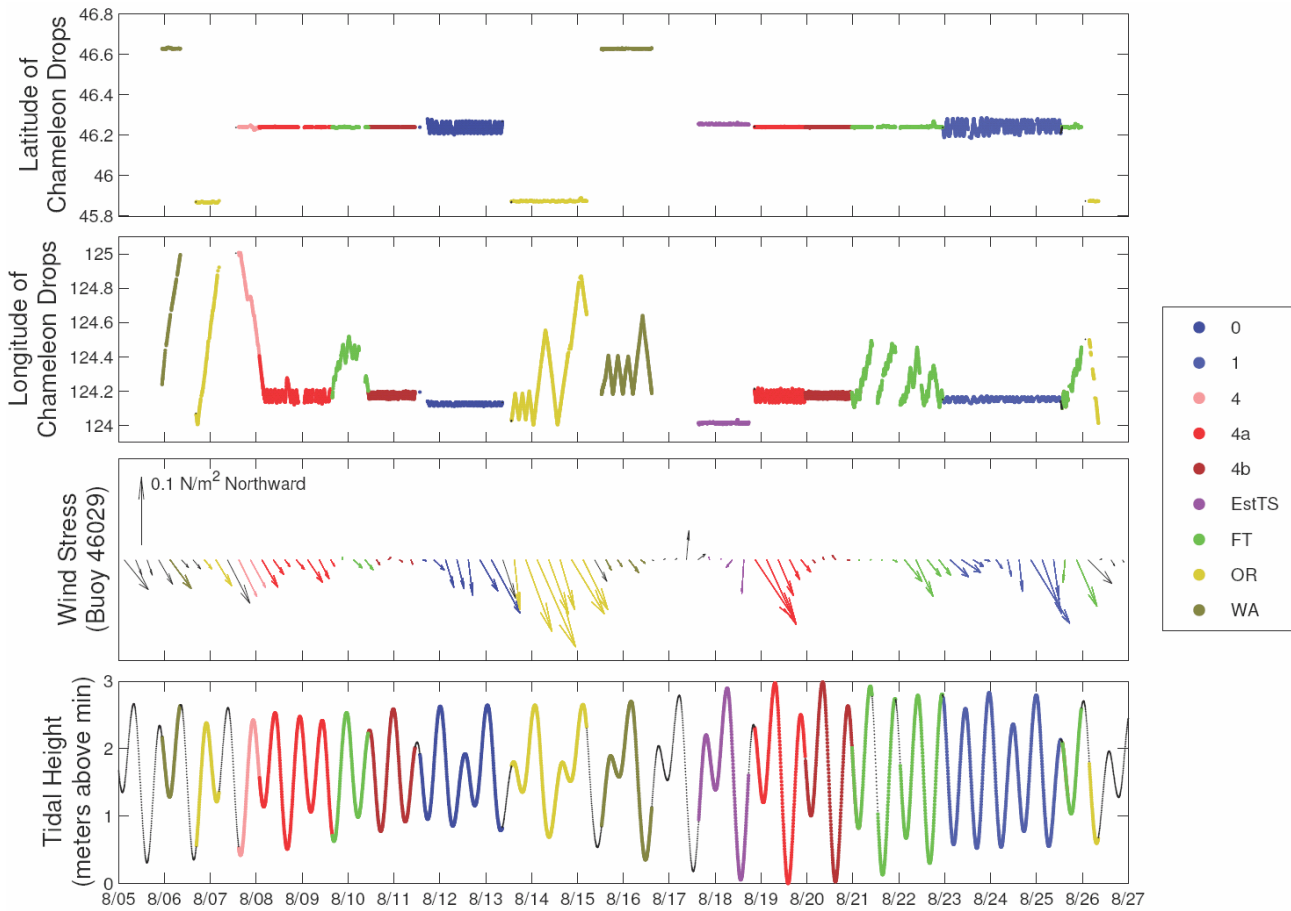 46.8
46.6
46.4
46.2
46
45.8
Latitude of
Chameleon Drops
125
124.8
124.6
124.4
124.2
124
Longitude of
Chameleon Drops
0.1 N/m² Northward
Wind Stress
(Buoy 46029)
3
2
1
0
Tidal Height
(meters above min)
8/05 8/06 8/07 8/08 8/09 8/10 8/11 8/12 8/13 8/14 8/15 8/16 8/17 8/18 8/19 8/20 8/21 8/22 8/23 8/24 8/25 8/26 8/27
0
1
4
4a
4b
EstTS
FT
OR
WA